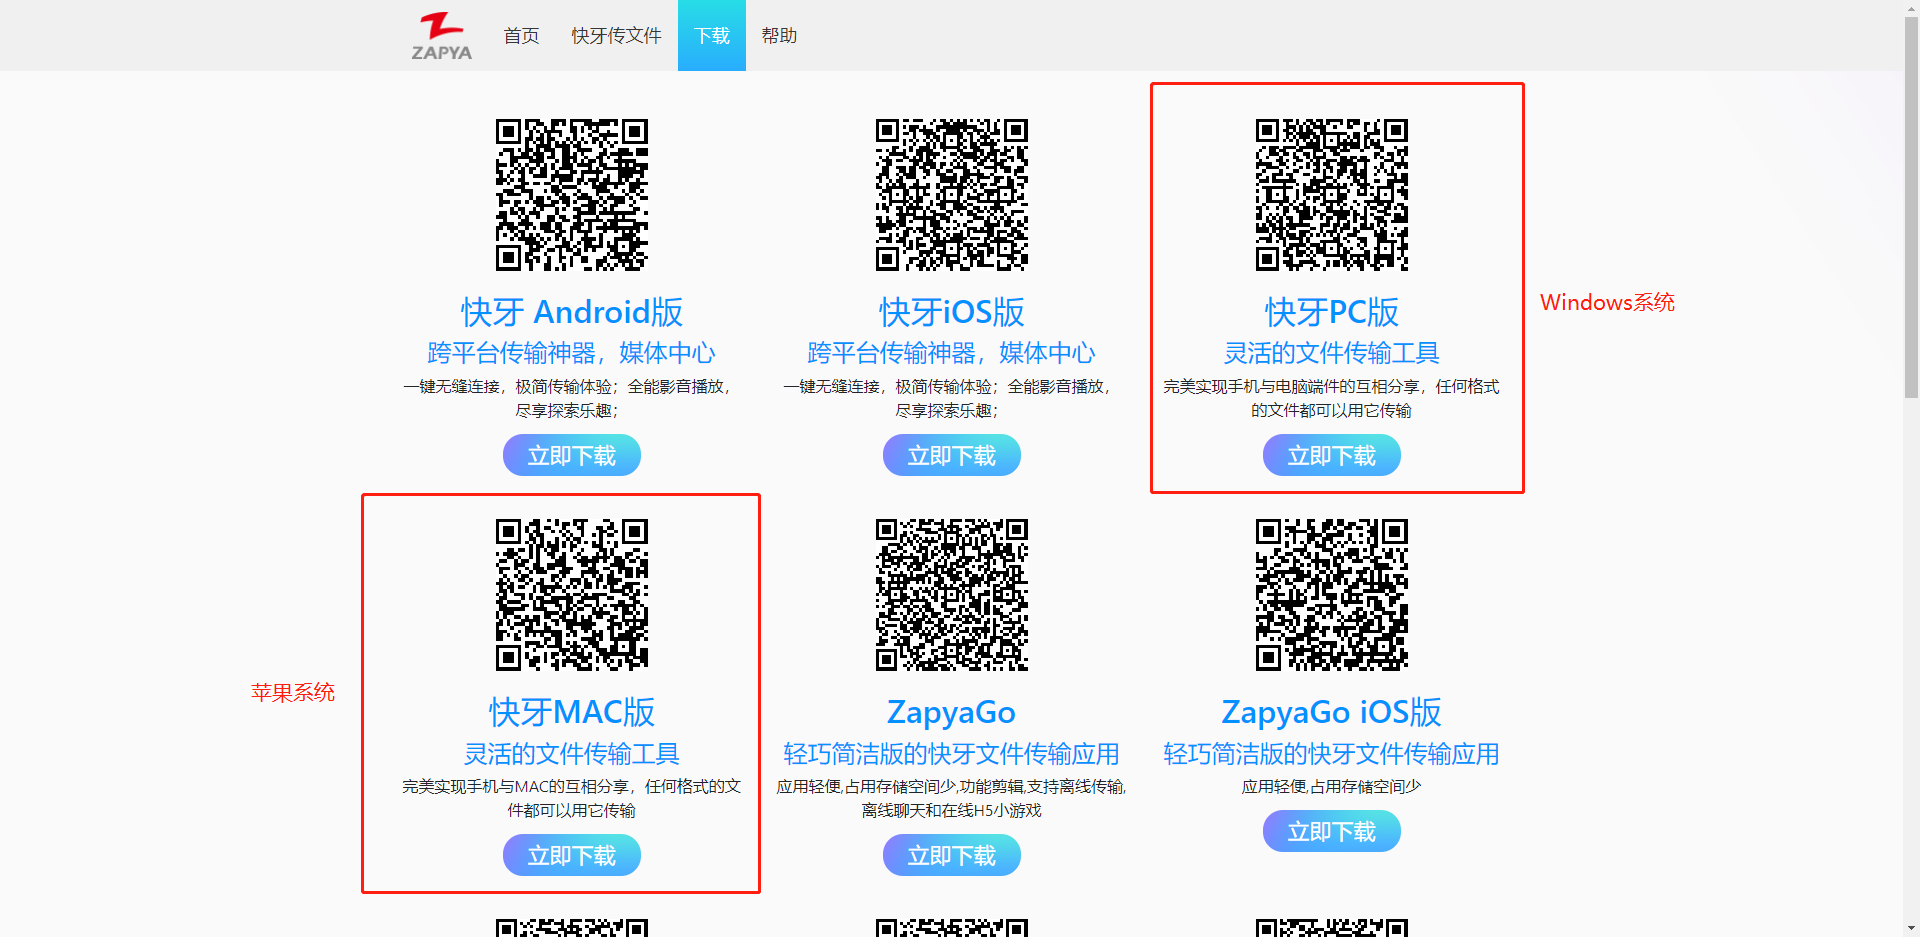 ZAPYA
首页 快牙传文件 下载 帮助
快牙 Android版
跨平台传输神器，媒体中心
一键无缝连接，极简传输体验；全能影音播放，
尽享探索乐趣；
立即下载
快牙iOS版
跨平台传输神器，媒体中心
一键无缝连接，极简传输体验；全能影音播放，
尽享探索乐趣；
立即下载
快牙PC版
灵活的文件传输工具
完美实现手机与电脑端件的互相分享，任何格式
的文件都可以用它传输
立即下载
Windows系统
苹果系统
快牙MAC版
灵活的文件传输工具
完美实现手机与MAC的互相分享，任何格式的文
件都可以用它传输
立即下载
ZapyaGo
轻巧简洁版的快牙文件传输应用
应用轻便,占用存储空间少,功能剪辑,支持离线传输,
离线聊天和在线H5小游戏
立即下载
ZapyaGo iOS版
轻巧简洁版的快牙文件传输应用
应用轻便,占用存储空间少
立即下载